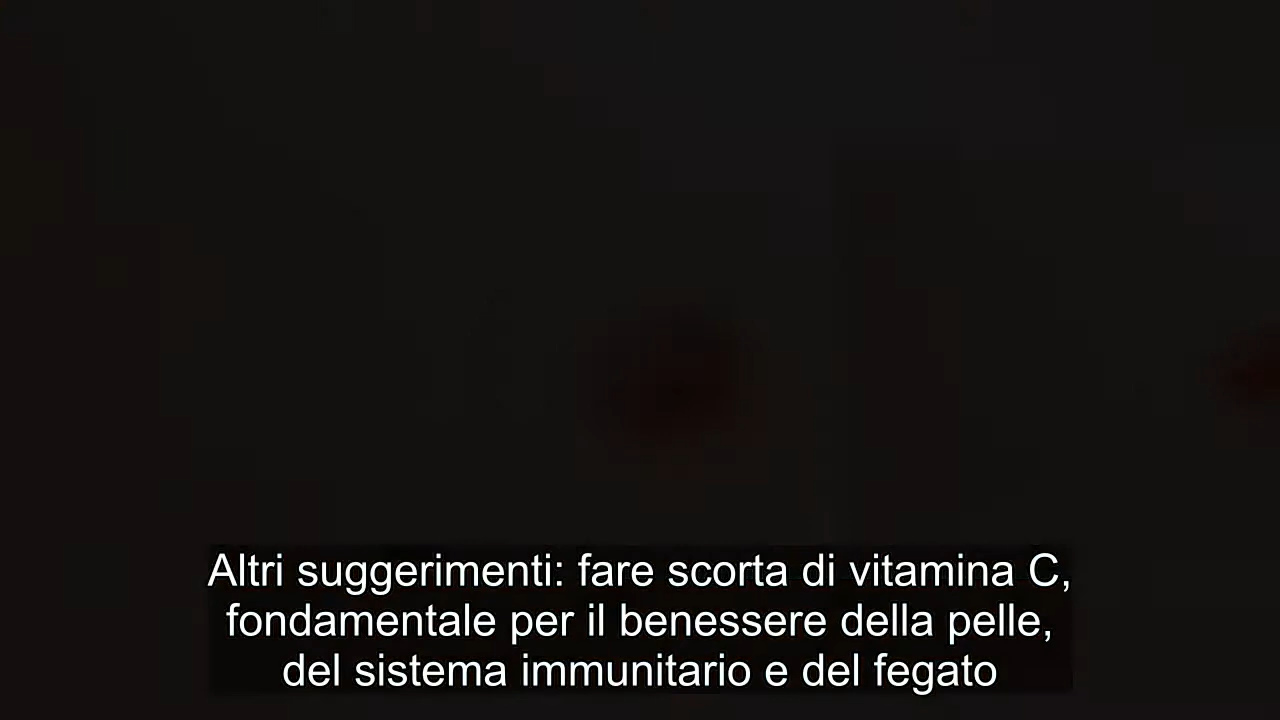 Altri suggerimenti: fare scorta di vitamina C,
fondamentale per il benessere della pelle,
del sistema immunitario e del fegato